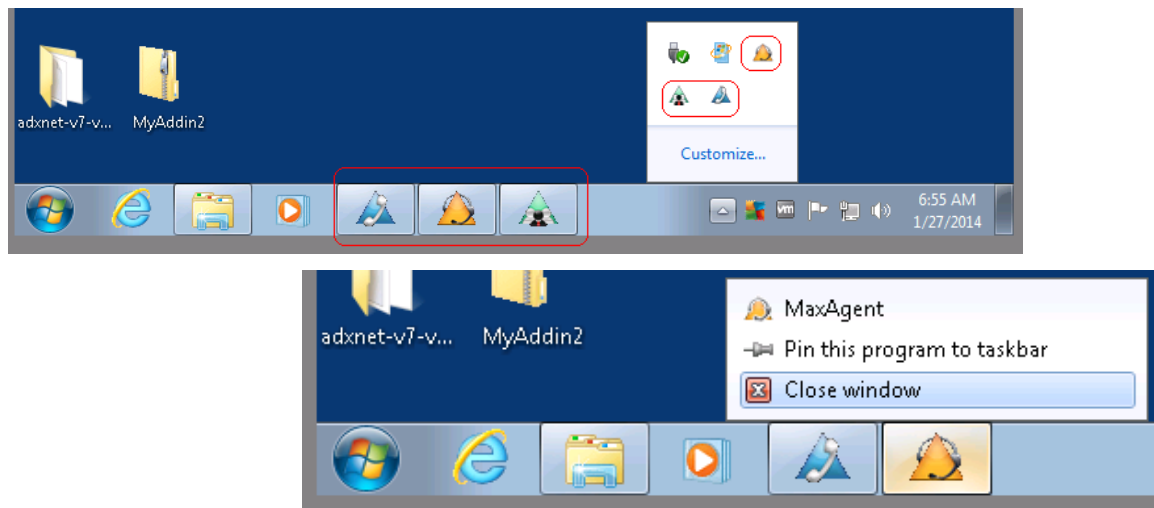 adxnet-v7-v...
MyAddin2
Customize...
vm
6:55 AM
1/27/2014
adxnet-v7-v...
MyAddin2
MaxAgent
Pin this program to taskbar
Close window